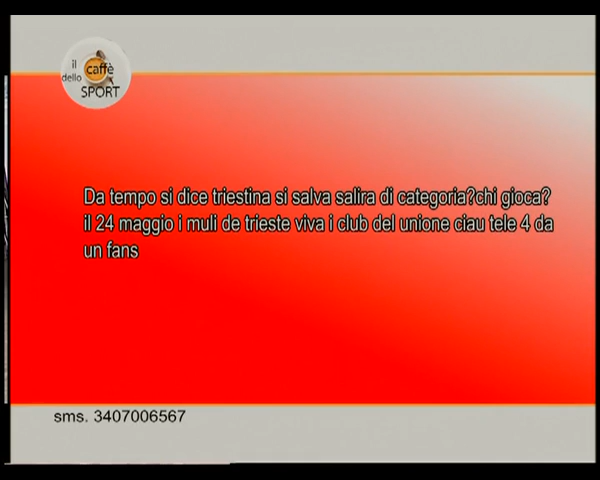 il
dello caffè
SPORT
Da tempo si dice triestina si salva salira di categoria?chi gioca?
il 24 maggio i muli de trieste viva i club del unione ciau tele 4 da
un fans
sms. 3407006567